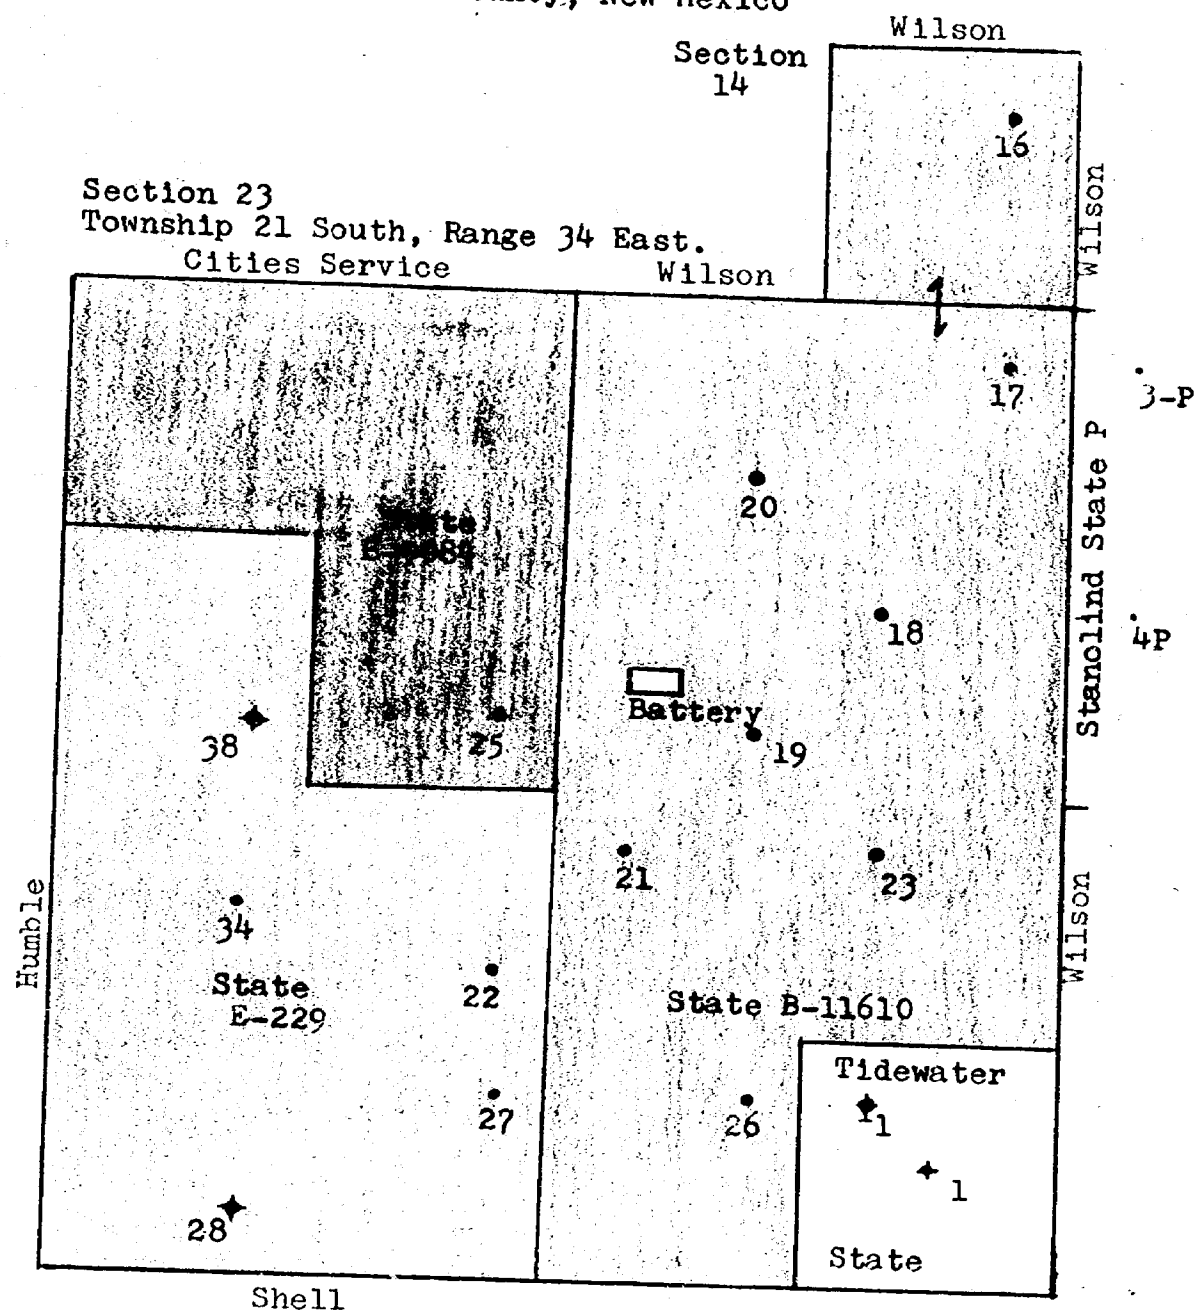 New Mexico
Wilson
Section
14
16
Wilson
Section 23
Township 21 South, Range 34 East.
Cities Service
Wilson
17
3-P
20
Stanolind State P
18
4P
Battery
38
25
19
21
23
Humble
34
Wilson
State
E-229
22
State B-11610
Tidewater
1
27
26
1
28
State
Shell